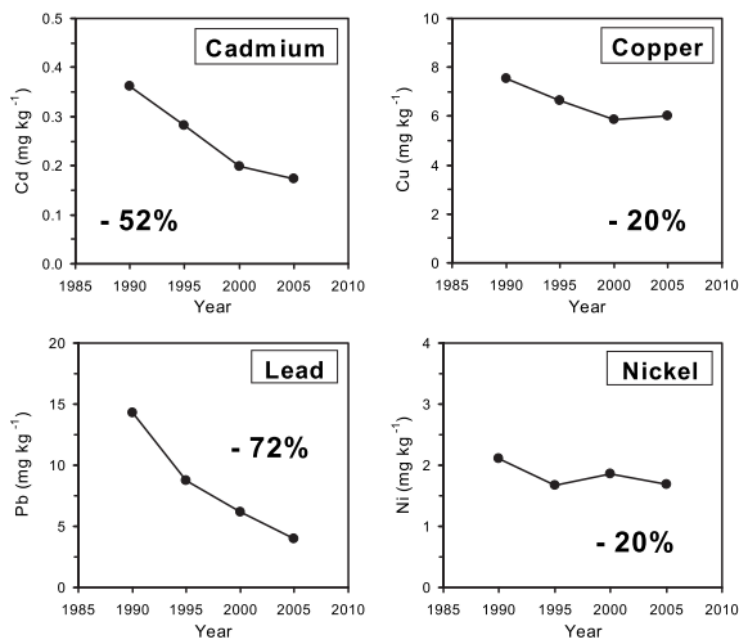 Cadmium
Cd (mg kg⁻¹)
0.5
0.4
0.3
0.2
0.1
0.0
- 52%
1985 1990 1995 2000 2005 2010
Year
Copper
Cu (mg kg⁻¹)
10
8
6
4
2
0
- 20%
1985 1990 1995 2000 2005 2010
Year
Lead
Pb (mg kg⁻¹)
20
15
10
5
0
- 72%
1985 1990 1995 2000 2005 2010
Year
Nickel
Ni (mg kg⁻¹)
4
3
2
1
0
- 20%
1985 1990 1995 2000 2005 2010
Year